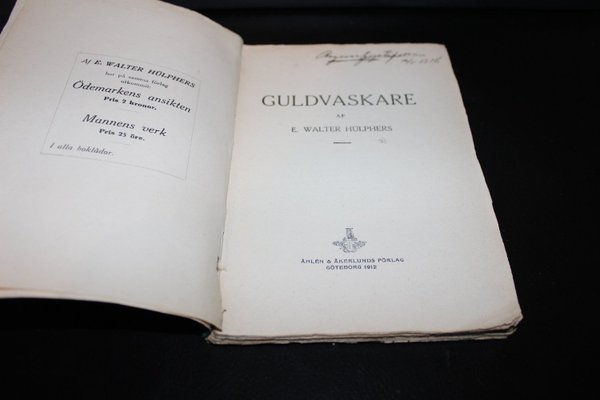 Af E. WALTER HÜLPHERS
har på samma förlag
utkommit:
Ödemarkens ansikten
Pris 2 kronor.
Mannens verk
Pris 25 öre.
I alla boklådor.
GULDVASKARE
AF
E. WALTER HÜLPHERS
ÅHLÉN & ÅKERLUNDS FÖRLAG
GÖTEBORG 1912